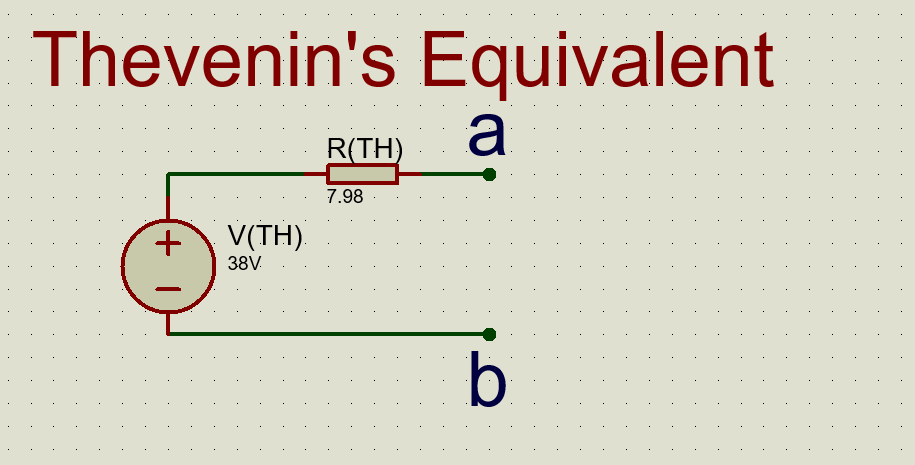 Thevenin's Equivalent
a
R(TH)
7.98
V(TH)
38V
b